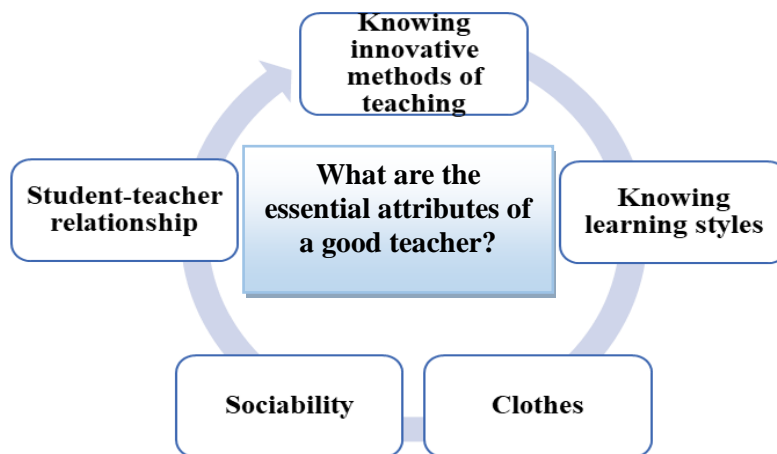 Knowing
innovative
methods of
teaching
What are the
essential attributes of
a good teacher?
Student-teacher
relationship
Knowing
learning styles
Sociability
Clothes